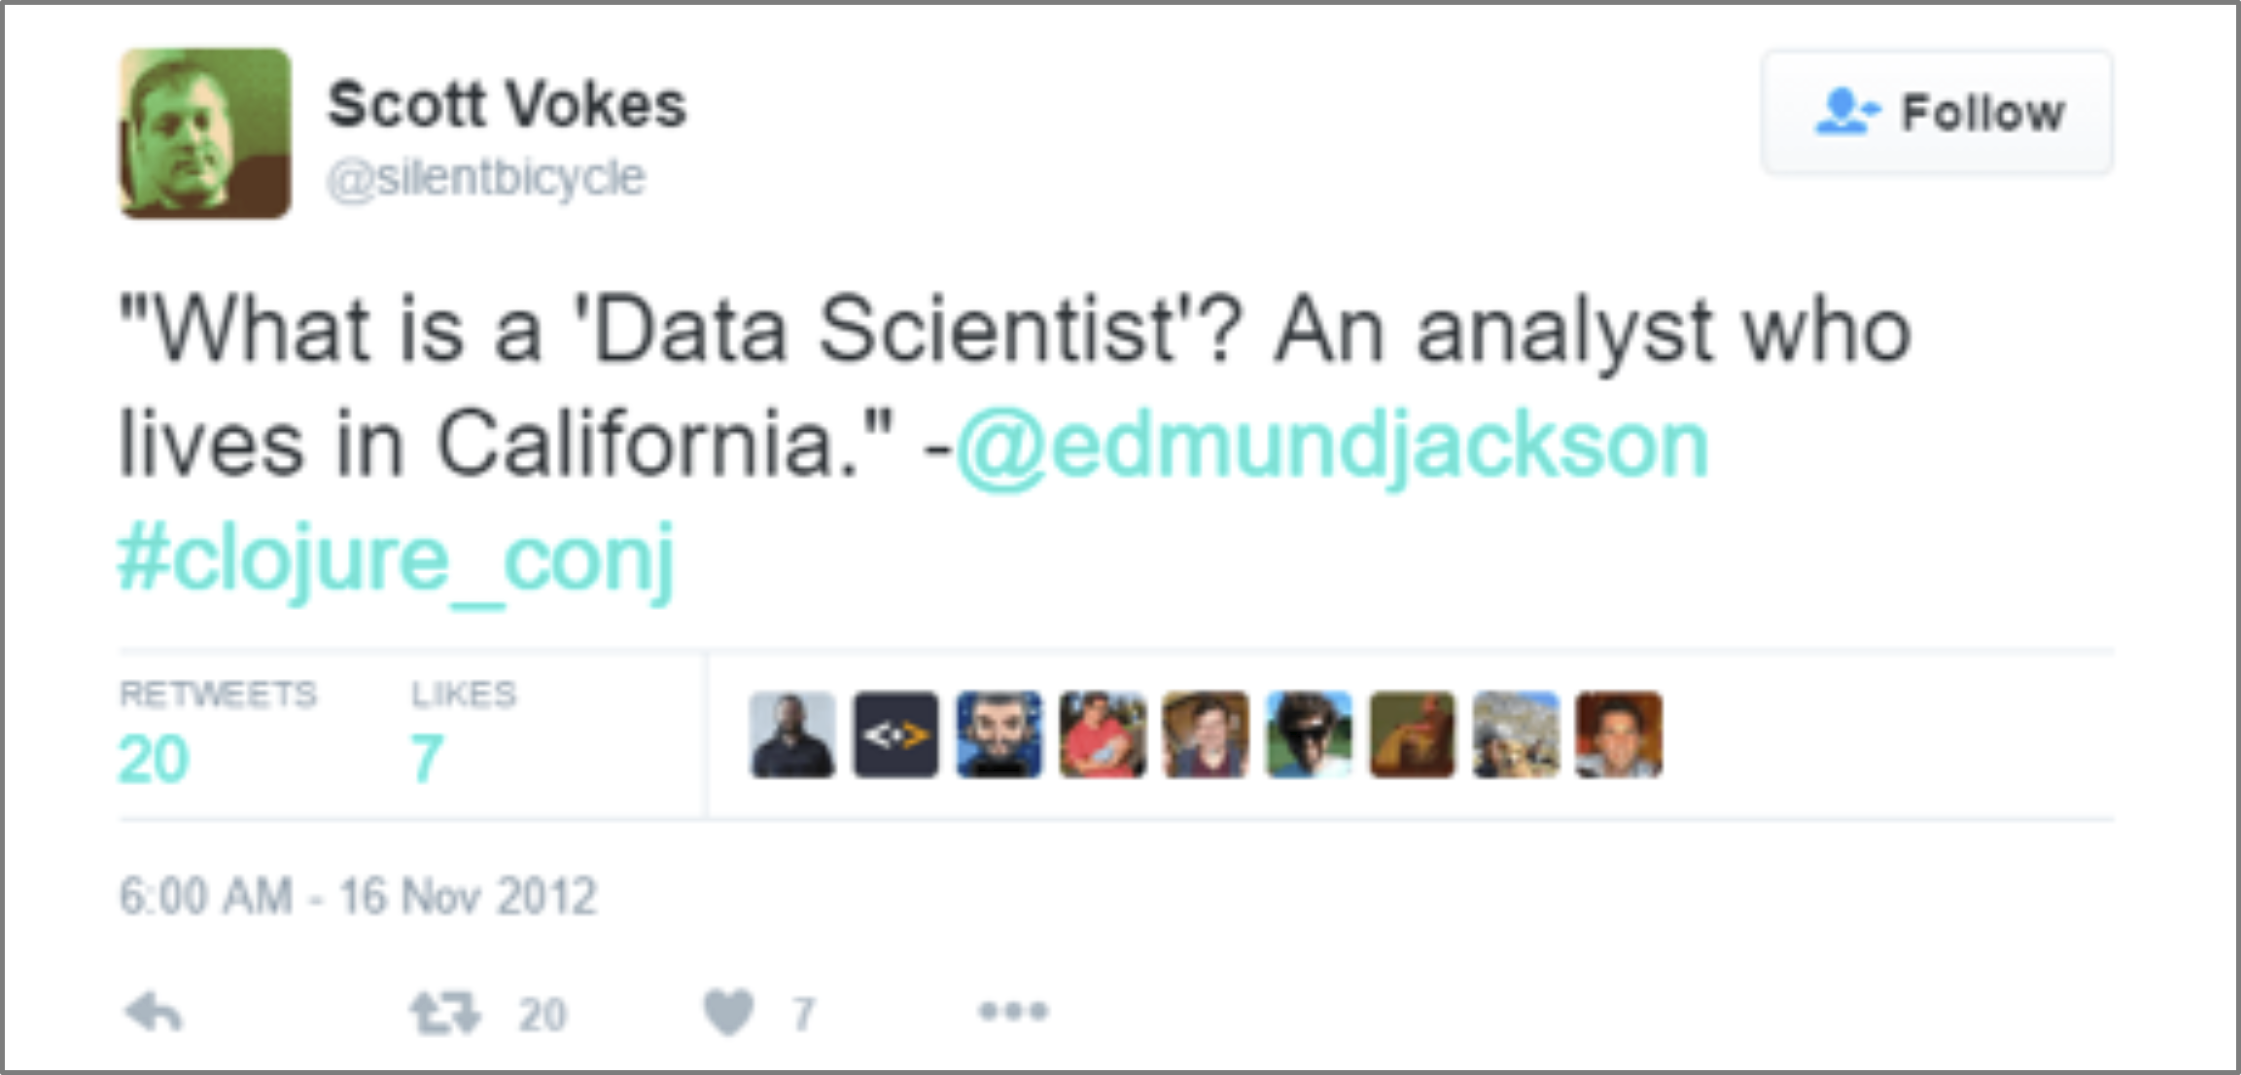 Scott Vokes
@silentbicycle
Follow
"What is a 'Data Scientist'? An analyst who
lives in California." -@edmundjackson
#clojure_conj
RETWEETS LIKES
20 7
6:00 AM - 16 Nov 2012
20 7